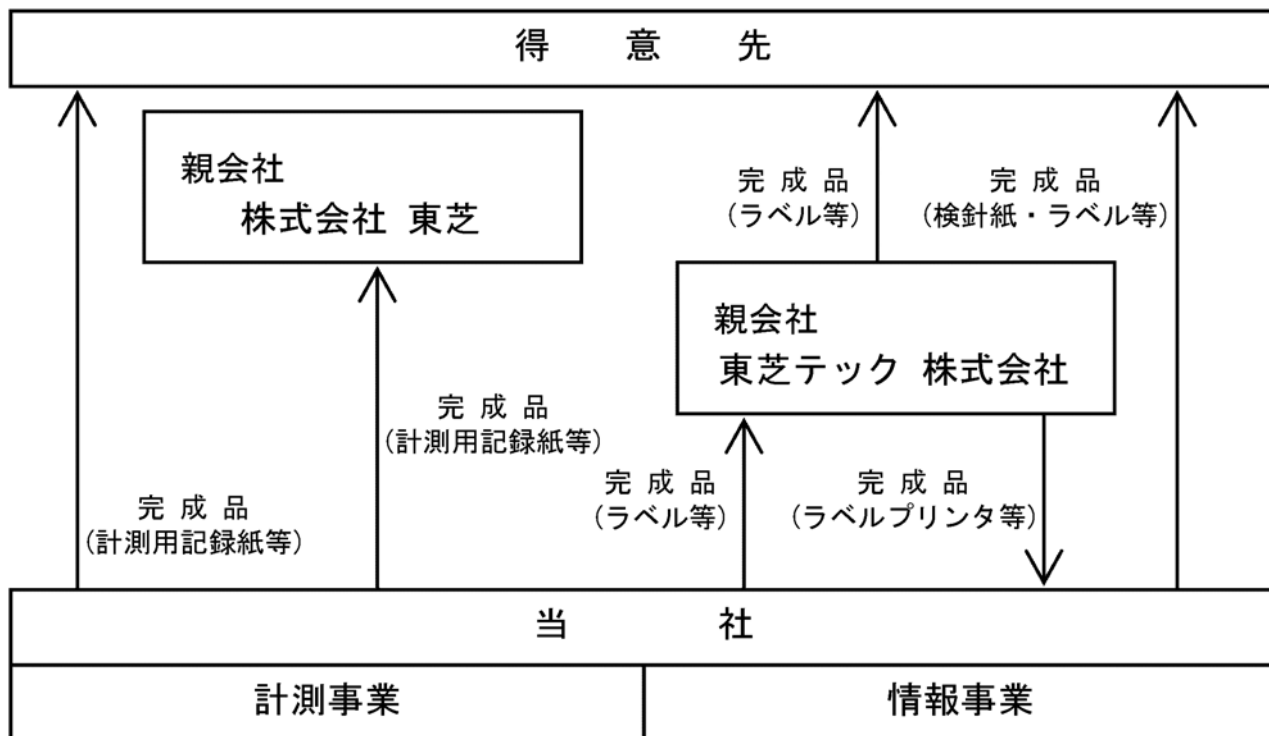 得意先
親会社
株式会社 東芝
完成品
(ラベル等)
完成品
(検針紙・ラベル等)
親会社
東芝テック 株式会社
完成品
(計測用記録紙等)
完成品
(計測用記録紙等)
完成品
(ラベル等)
完成品
(ラベルプリンタ等)
当社
計測事業
情報事業